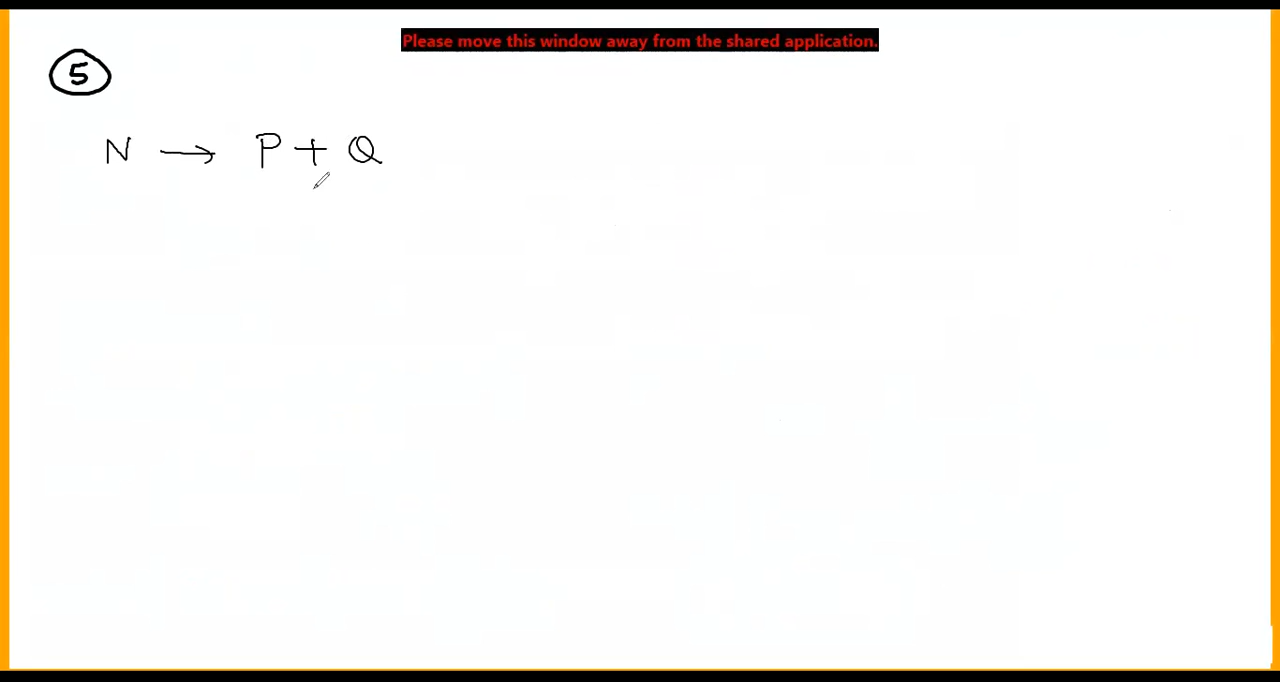 Please move this window away from the shared application.
5
N → P + Q